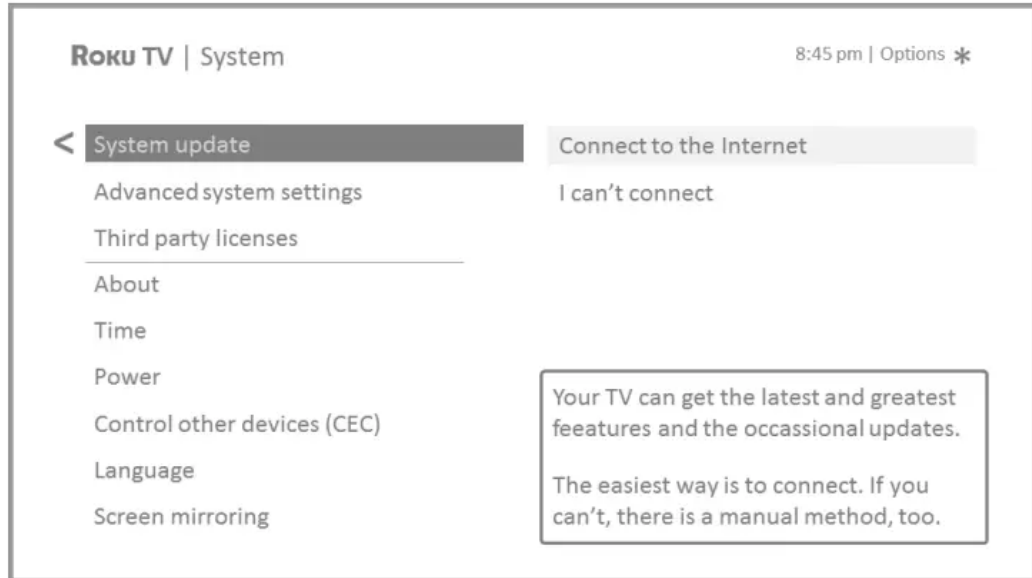 ROKU TV | System
8:45 pm | Options *
< System update
Advanced system settings
Third party licenses
About
Time
Power
Control other devices (CEC)
Language
Screen mirroring
Connect to the Internet
I can't connect
Your TV can get the latest and greatest
feeatures and the occassional updates.
The easiest way is to connect. If you
can't, there is a manual method, too.